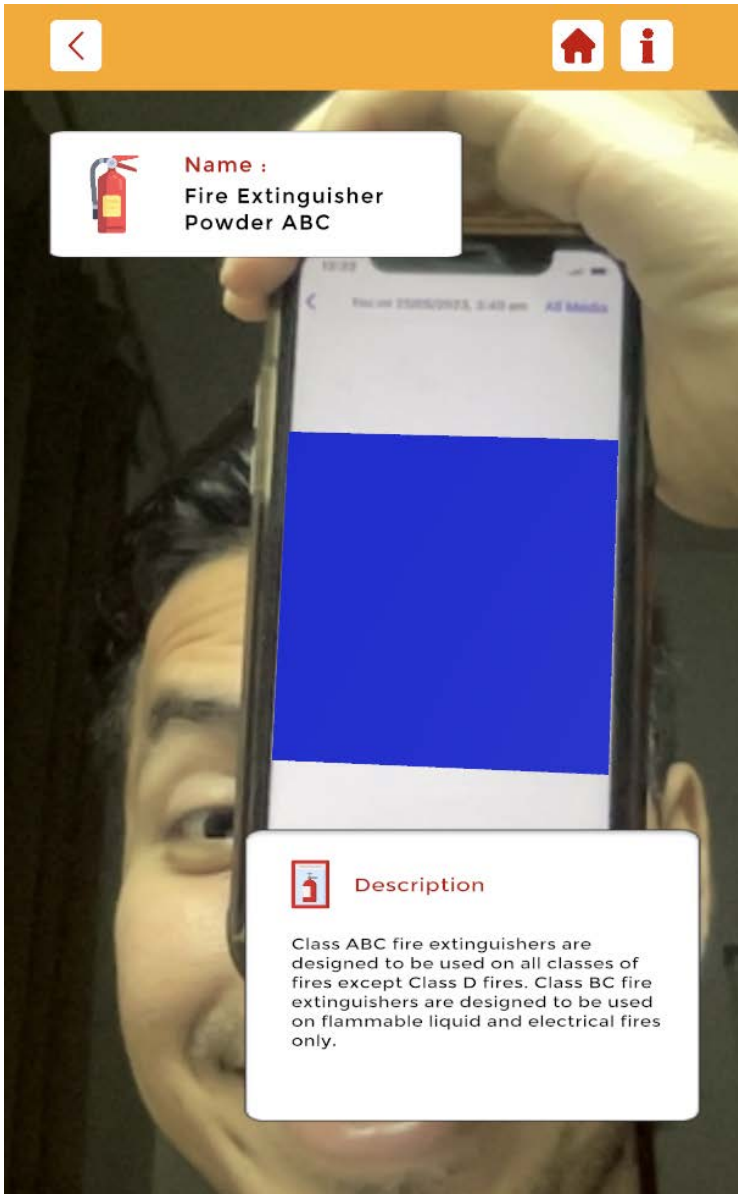 Name :
Fire Extinguisher
Powder ABC
All Media
Description
Class ABC fire extinguishers are
designed to be used on all classes of
fires except Class D fires. Class BC fire
extinguishers are designed to be used
on flammable liquid and electrical fires
only.